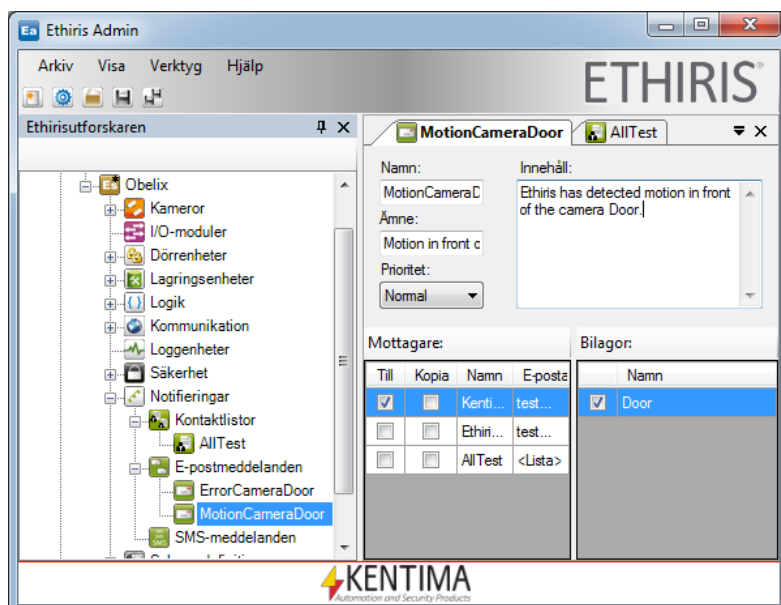 Ethiris Admin
Arkiv Visa Verktyg Hjälp
ETHIRIS
Ethirisutforskaren
Obelix
Kameror
I/O-moduler
Dörrenheter
Lagringsenheter
Logik
Kommunikation
Loggenheter
Säkerhet
Notifieringar
Kontaktlistor
AllTest
E-postmeddelanden
ErrorCameraDoor
MotionCameraDoor
SMS-meddelanden
MotionCameraDoor AllTest
Namn:
MotionCameraD
Ämne:
Motion in front o
Prioritet:
Normal
Innehåll:
Ethiris has detected motion in front
of the camera Door.
Mottagare:
Till Kopia Namn E-posta
Kenti... test...
Ethiri... test...
AllTest <Lista>
Bilagor:
Namn
Door
KENTIMA
Automation and Security Products